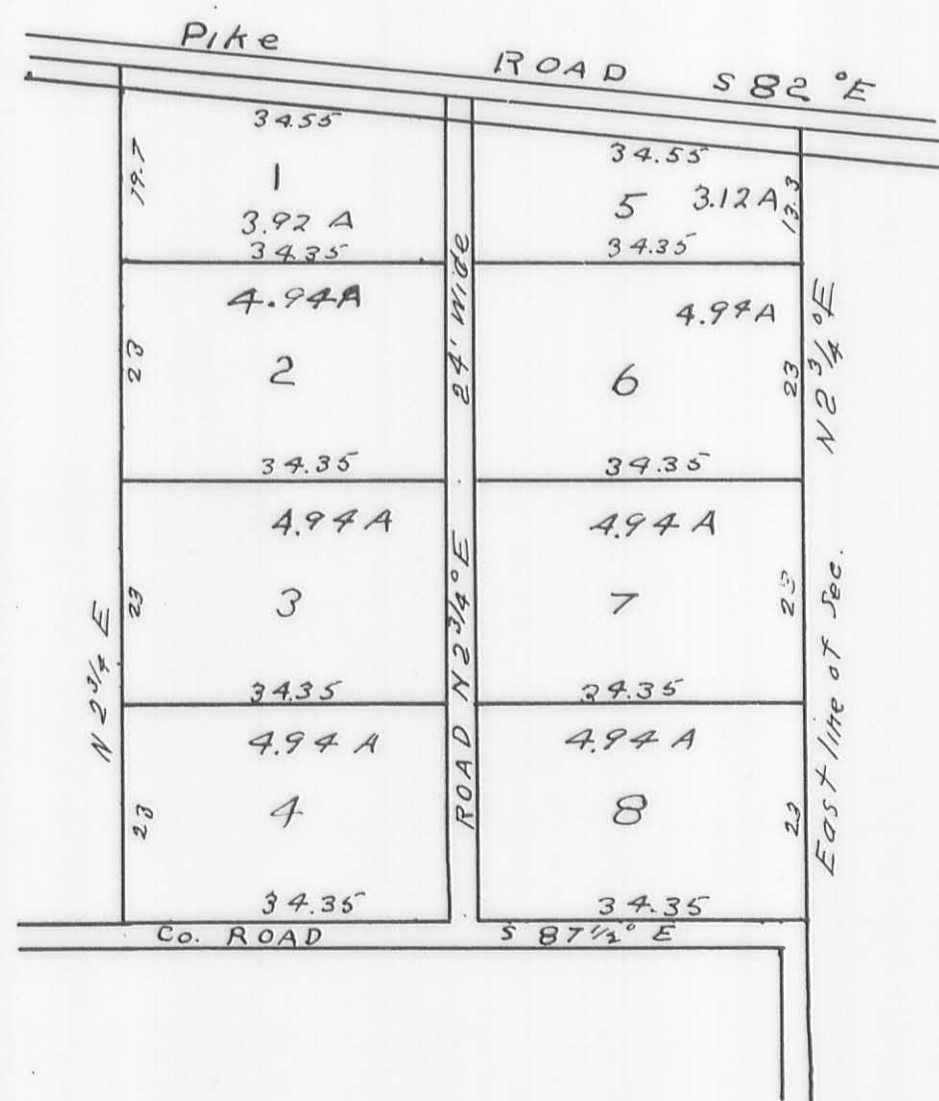 Pike ROAD S 82 °E
34.55
34.55
19.7
1
5 3.12 A
13.3
3.92 A
34.35
34.35
4.94 A
4.94 A
24' Wide
23
2
6
23
N 2 3/4 °E
34.35
34.35
4.94 A
4.94 A
ROAD N 2 3/4° E
N 2 3/4 E
23
3
7
23
East line of Sec.
34.35
34.35
4.94 A
4.94 A
23
4
8
23
34.35
34.35
Co. ROAD S 87 1/2° E